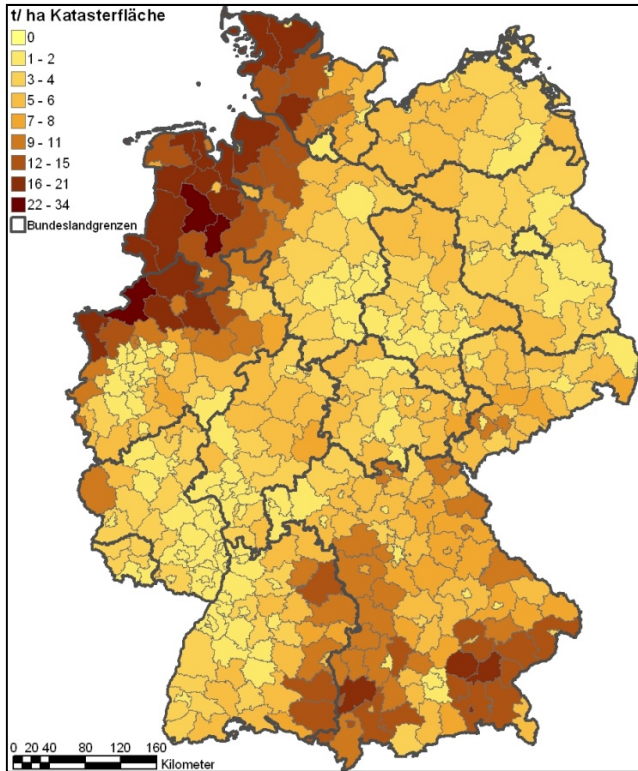 t/ ha Katasterfläche
0
1 - 2
3 - 4
5 - 6
7 - 8
9 - 11
12 - 15
16 - 21
22 - 34
Bundeslandgrenzen
0 20 40 80 120 160
Kilometer